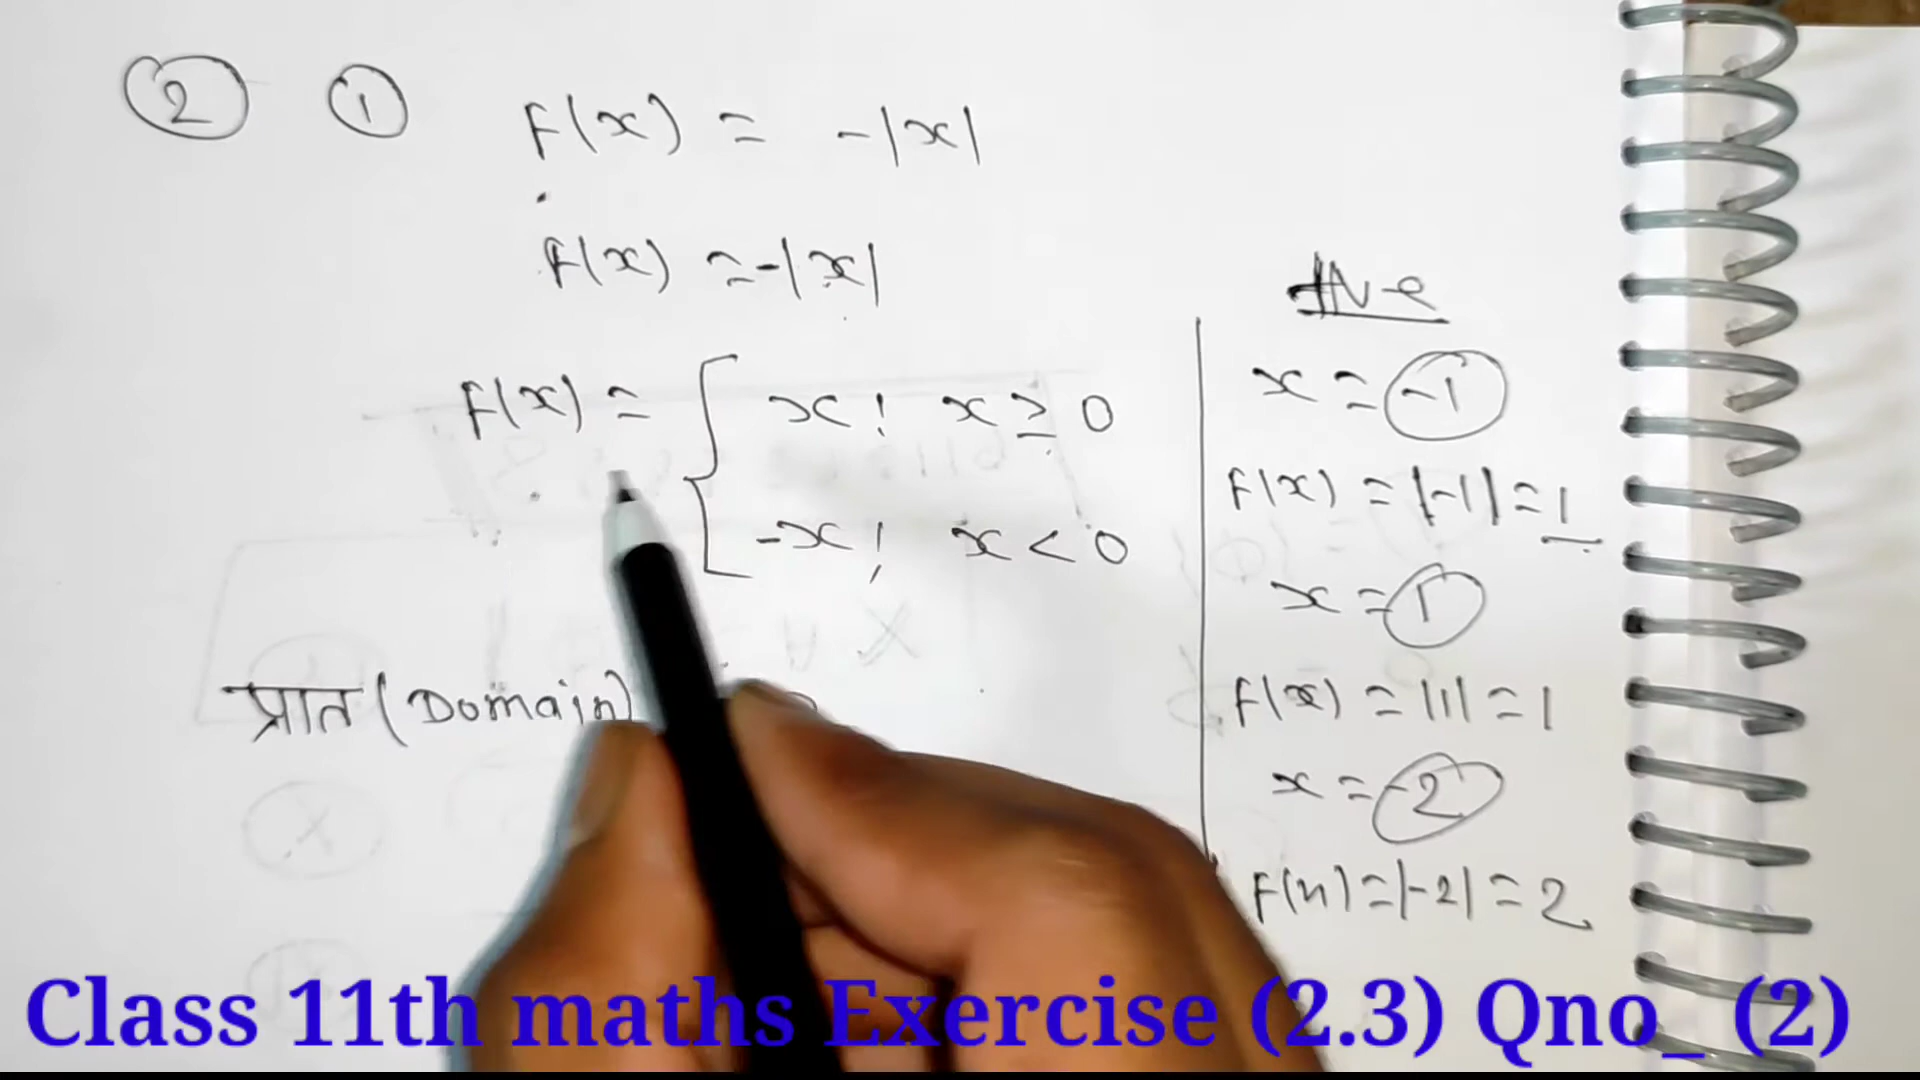 2 1 F(x) = -|x|
F(x) = -|x|
F(x) = { x ; x ≥ 0
-x ; x < 0
प्रात (Domain)
+ve
x = -1
F(x) = |-1| = 1
x = 1
F(x) = |1| = 1
x = -2
F(x) = |-2| = 2
Class 11th maths Exercise (2.3) Qno_ (2)